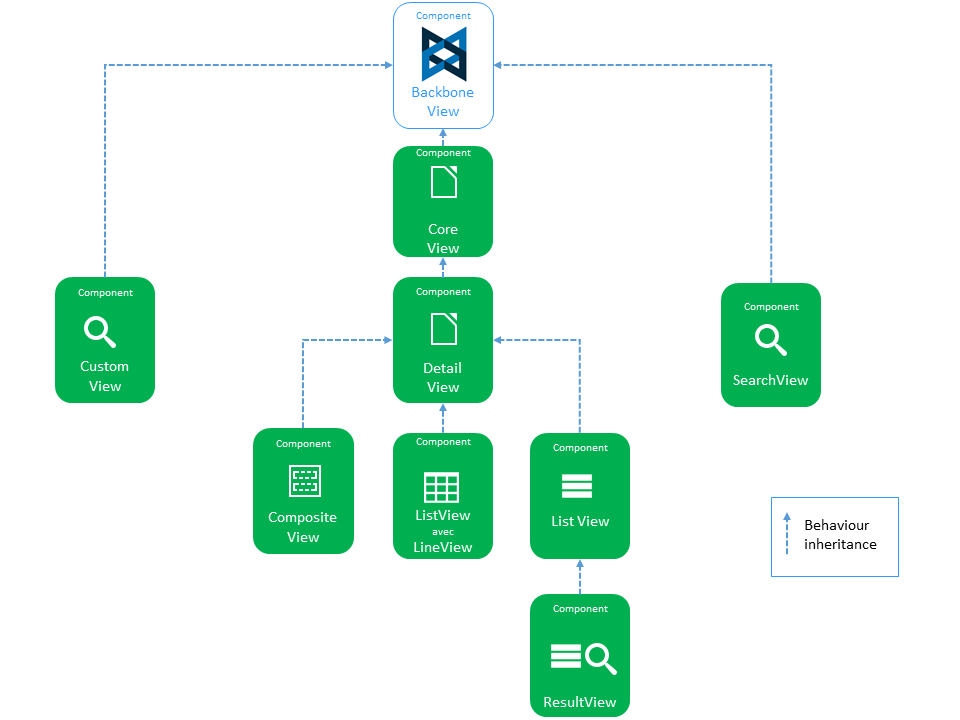 Component
Backbone
View
Component
Core
View
Component
Custom
View
Component
Detail
View
Component
SearchView
Component
Composite
View
Component
ListView
avec
LineView
Component
List View
Behaviour
inheritance
Component
ResultView